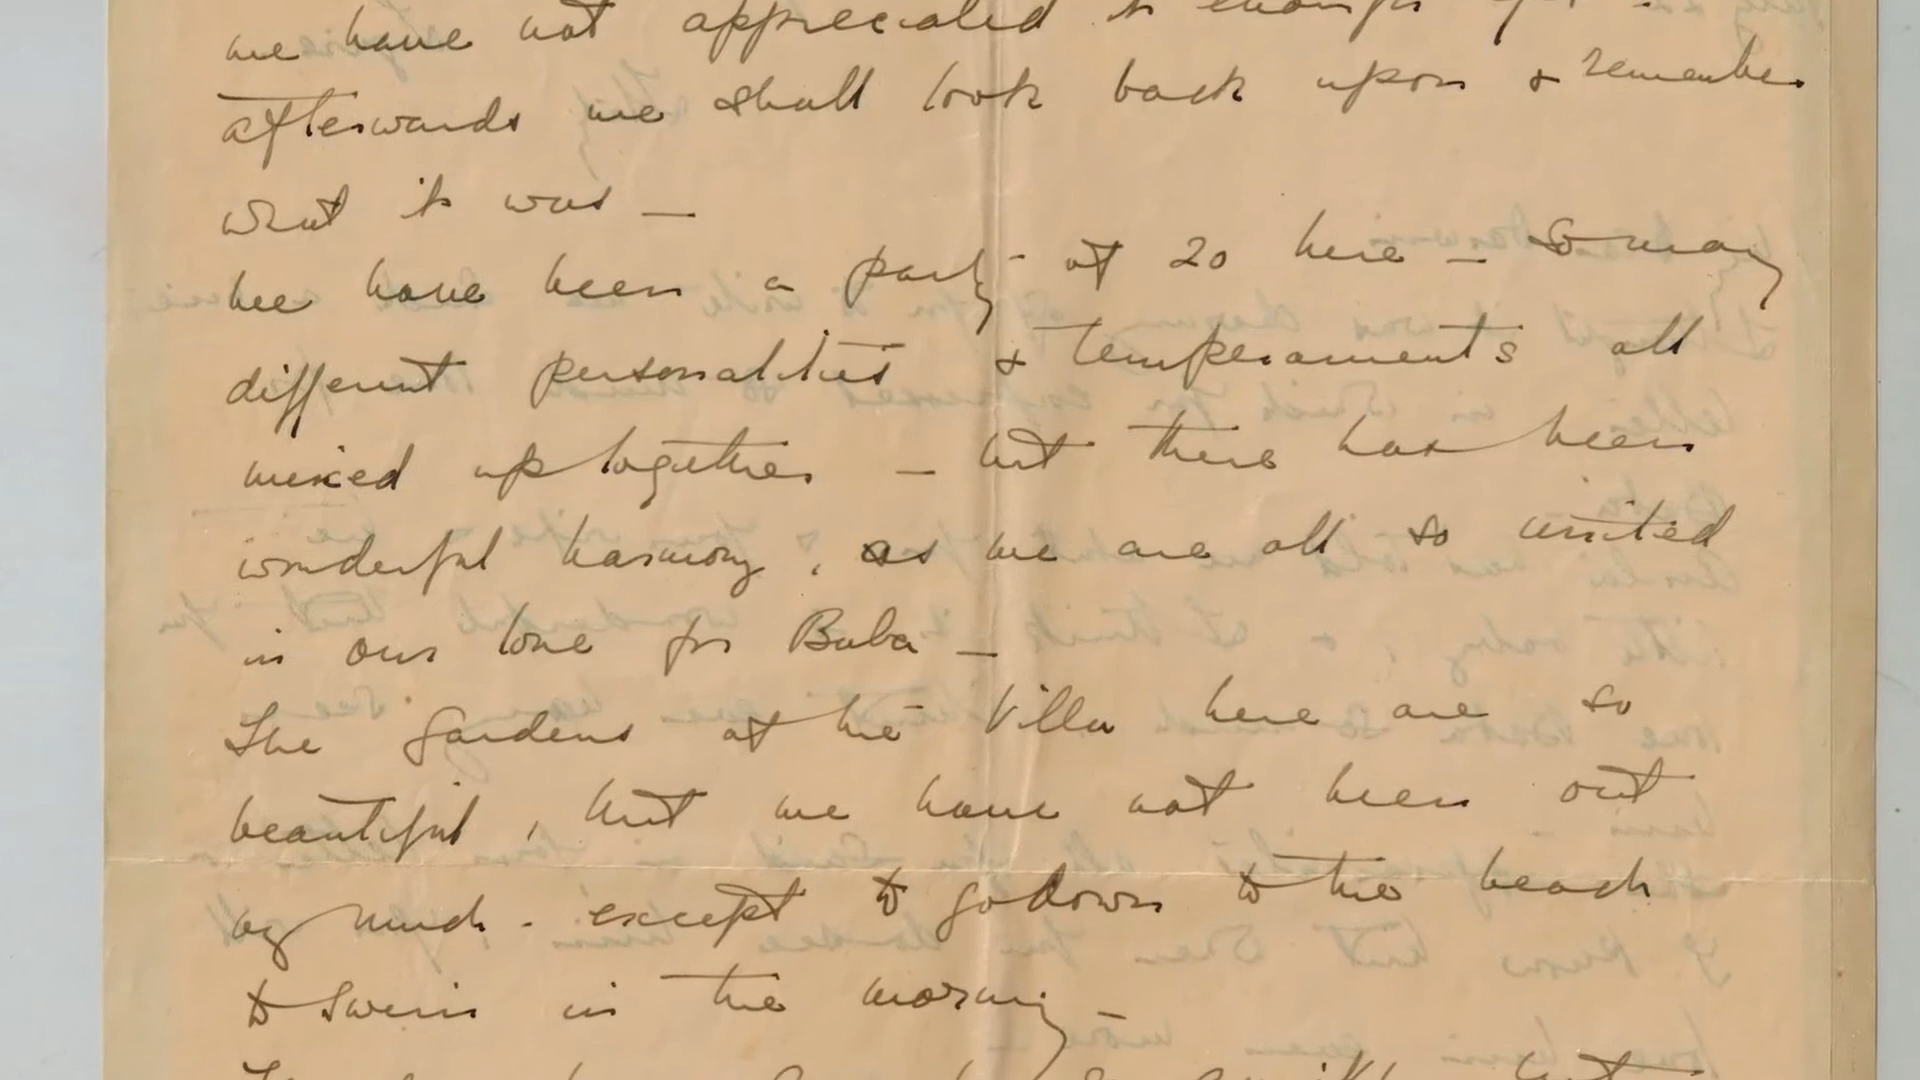 we have not appreciated it enough
afterwards we shall look back upon & remember
what it was —
We have been a party of 20 here — So many
different personalities & temperaments all
mixed up together — but there has been
wonderful harmony, as we are all so united
in our love for Baba —
The Gardens at the Villa here are so
beautiful, but we have not been out
much - except to go down to the beach
to swim in the morning —